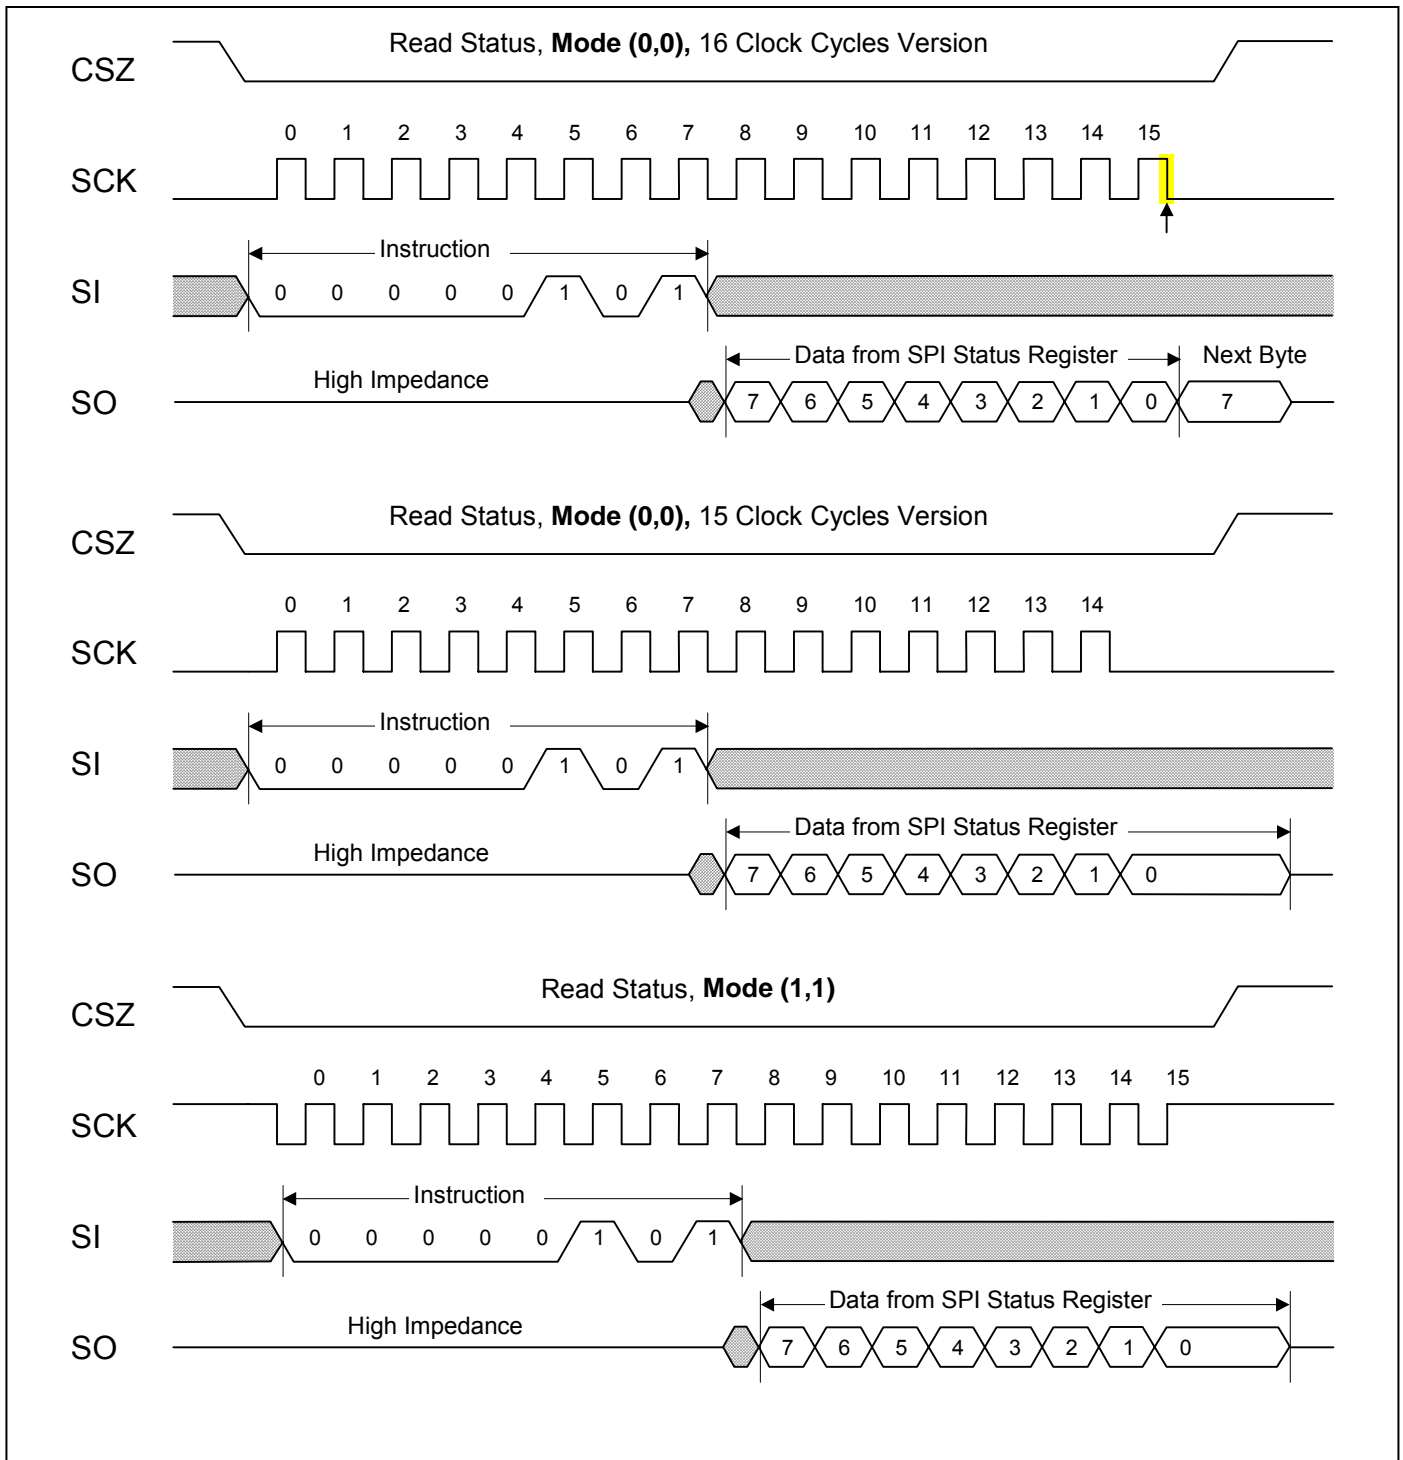 Read Status, Mode (0,0), 16 Clock Cycles Version
CSZ
0 1 2 3 4 5 6 7 8 9 10 11 12 13 14 15
SCK
Instruction
SI 0 0 0 0 0 1 0 1
Data from SPI Status Register Next Byte
High Impedance
SO 7 6 5 4 3 2 1 0 7
Read Status, Mode (0,0), 15 Clock Cycles Version
CSZ
0 1 2 3 4 5 6 7 8 9 10 11 12 13 14
SCK
Instruction
SI 0 0 0 0 0 1 0 1
Data from SPI Status Register
High Impedance
SO 7 6 5 4 3 2 1 0
Read Status, Mode (1,1)
CSZ
0 1 2 3 4 5 6 7 8 9 10 11 12 13 14 15
SCK
Instruction
SI 0 0 0 0 0 1 0 1
Data from SPI Status Register
High Impedance
SO 7 6 5 4 3 2 1 0